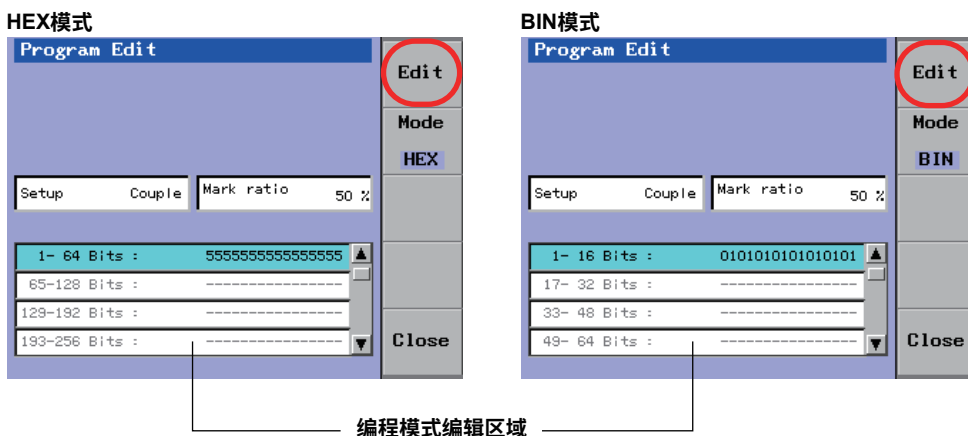 HEX模式
Program Edit
Edit
Mode
HEX
Setup Couple
Mark ratio 50 %
1- 64 Bits : 5555555555555555
65-128 Bits : ----------------
129-192 Bits : ----------------
193-256 Bits : ----------------
Close
BIN模式
Program Edit
Edit
Mode
BIN
Setup Couple
Mark ratio 50 %
1- 16 Bits : 0101010101010101
17- 32 Bits : ----------------
33- 48 Bits : ----------------
49- 64 Bits : ----------------
Close
编程模式编辑区域